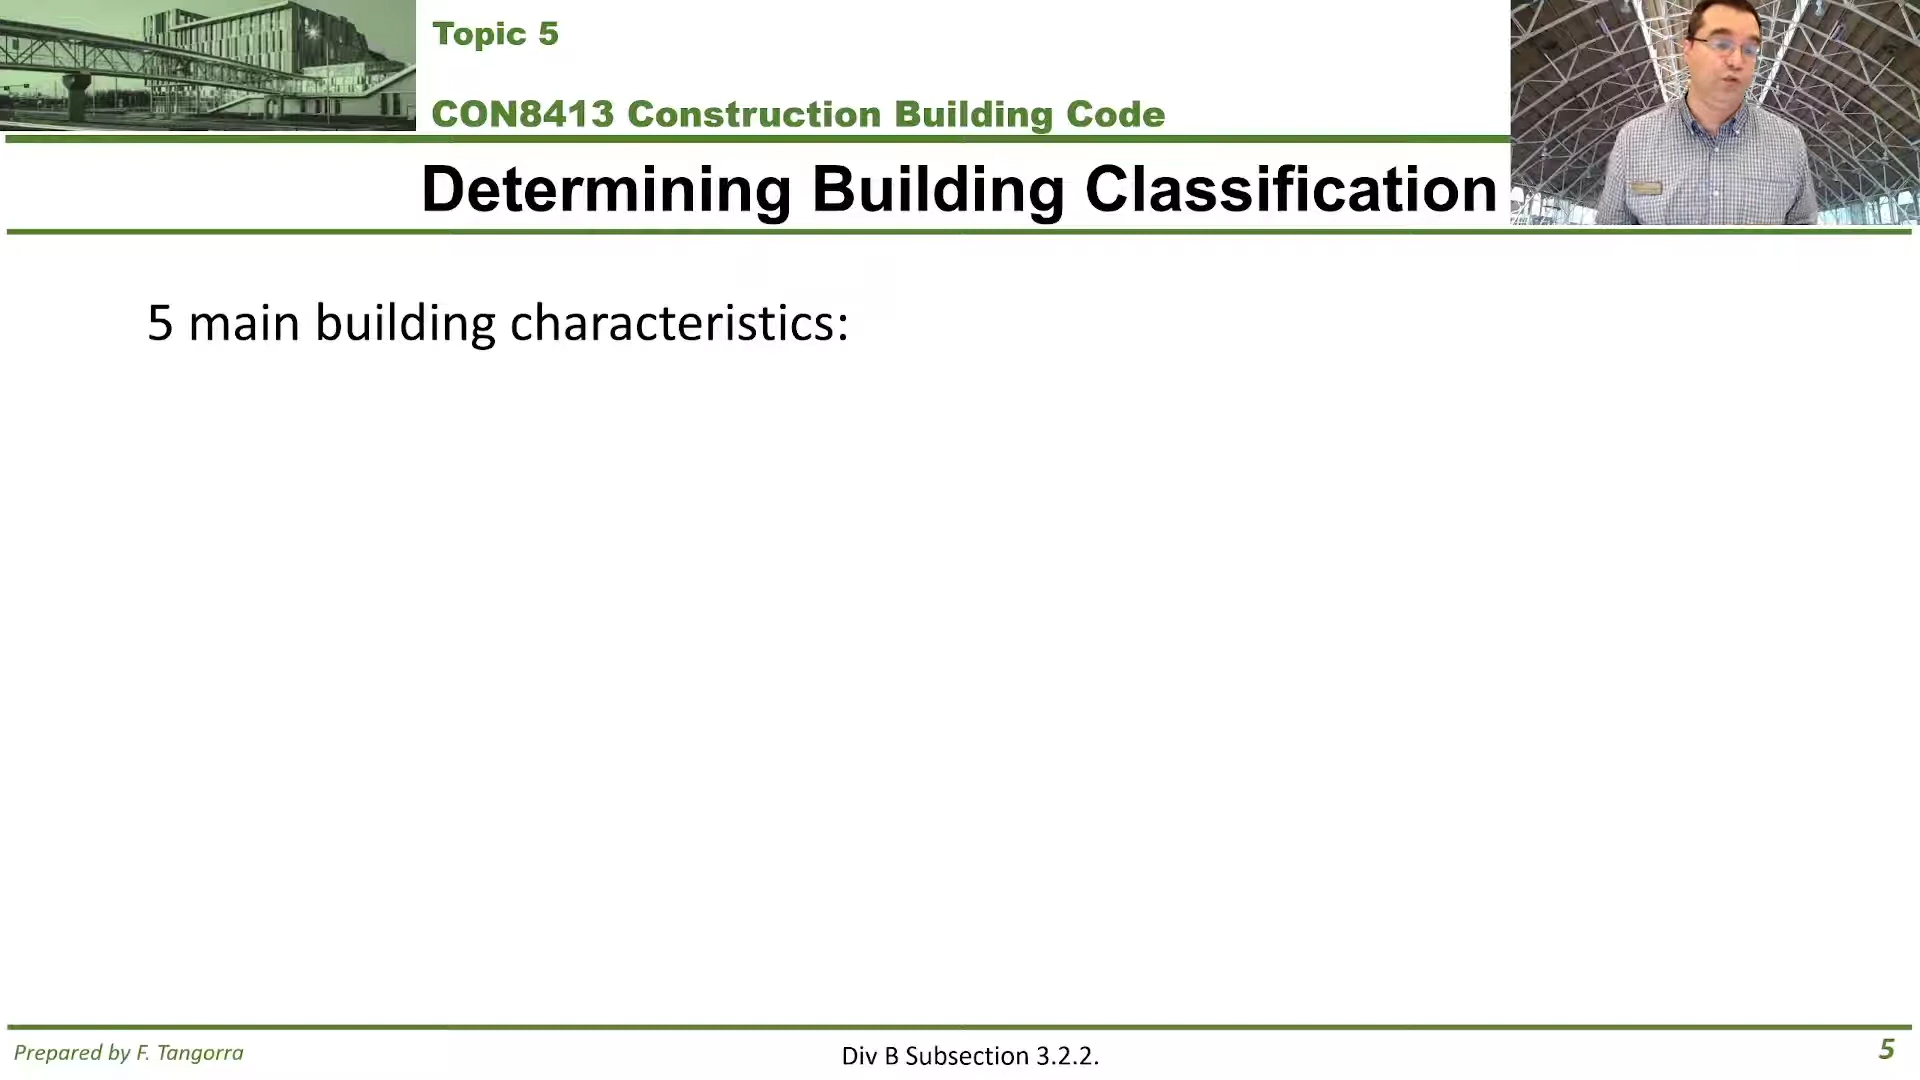 Topic 5
CON8413 Construction Building Code
Determining Building Classification
5 main building characteristics:
Prepared by F. Tangorra
Div B Subsection 3.2.2.
5